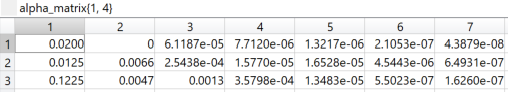 alpha_matrix{1, 4}
1 2 3 4 5 6 7
1 0.0200 0 6.1187e-05 7.7120e-06 1.3217e-06 2.1053e-07 4.3879e-08
2 0.0125 0.0066 2.5438e-04 1.5770e-05 1.6528e-05 4.5443e-06 6.4931e-07
3 0.1225 0.0047 0.0013 3.5798e-04 1.3483e-05 5.5023e-07 1.6260e-07